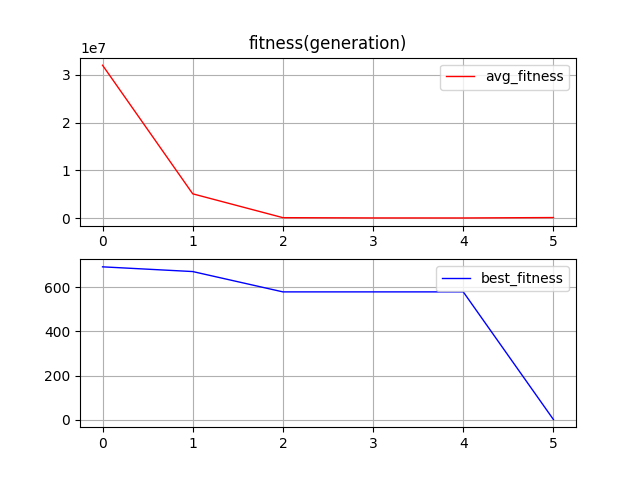 fitness(generation)
1e7
avg_fitness
3
2
1
0
0 1 2 3 4 5
best_fitness
600
400
200
0
0 1 2 3 4 5